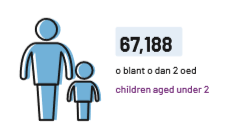 67,188
o blant o dan 2 oed
children aged under 2